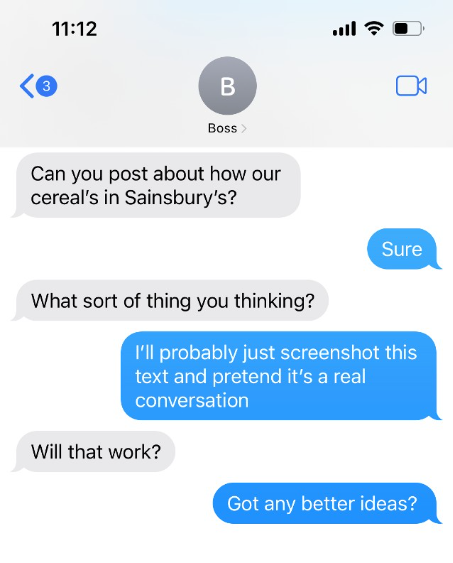 11:12
3
B
Boss
Can you post about how our
cereal's in Sainsbury's?
Sure
What sort of thing you thinking?
I'll probably just screenshot this
text and pretend it's a real
conversation
Will that work?
Got any better ideas?